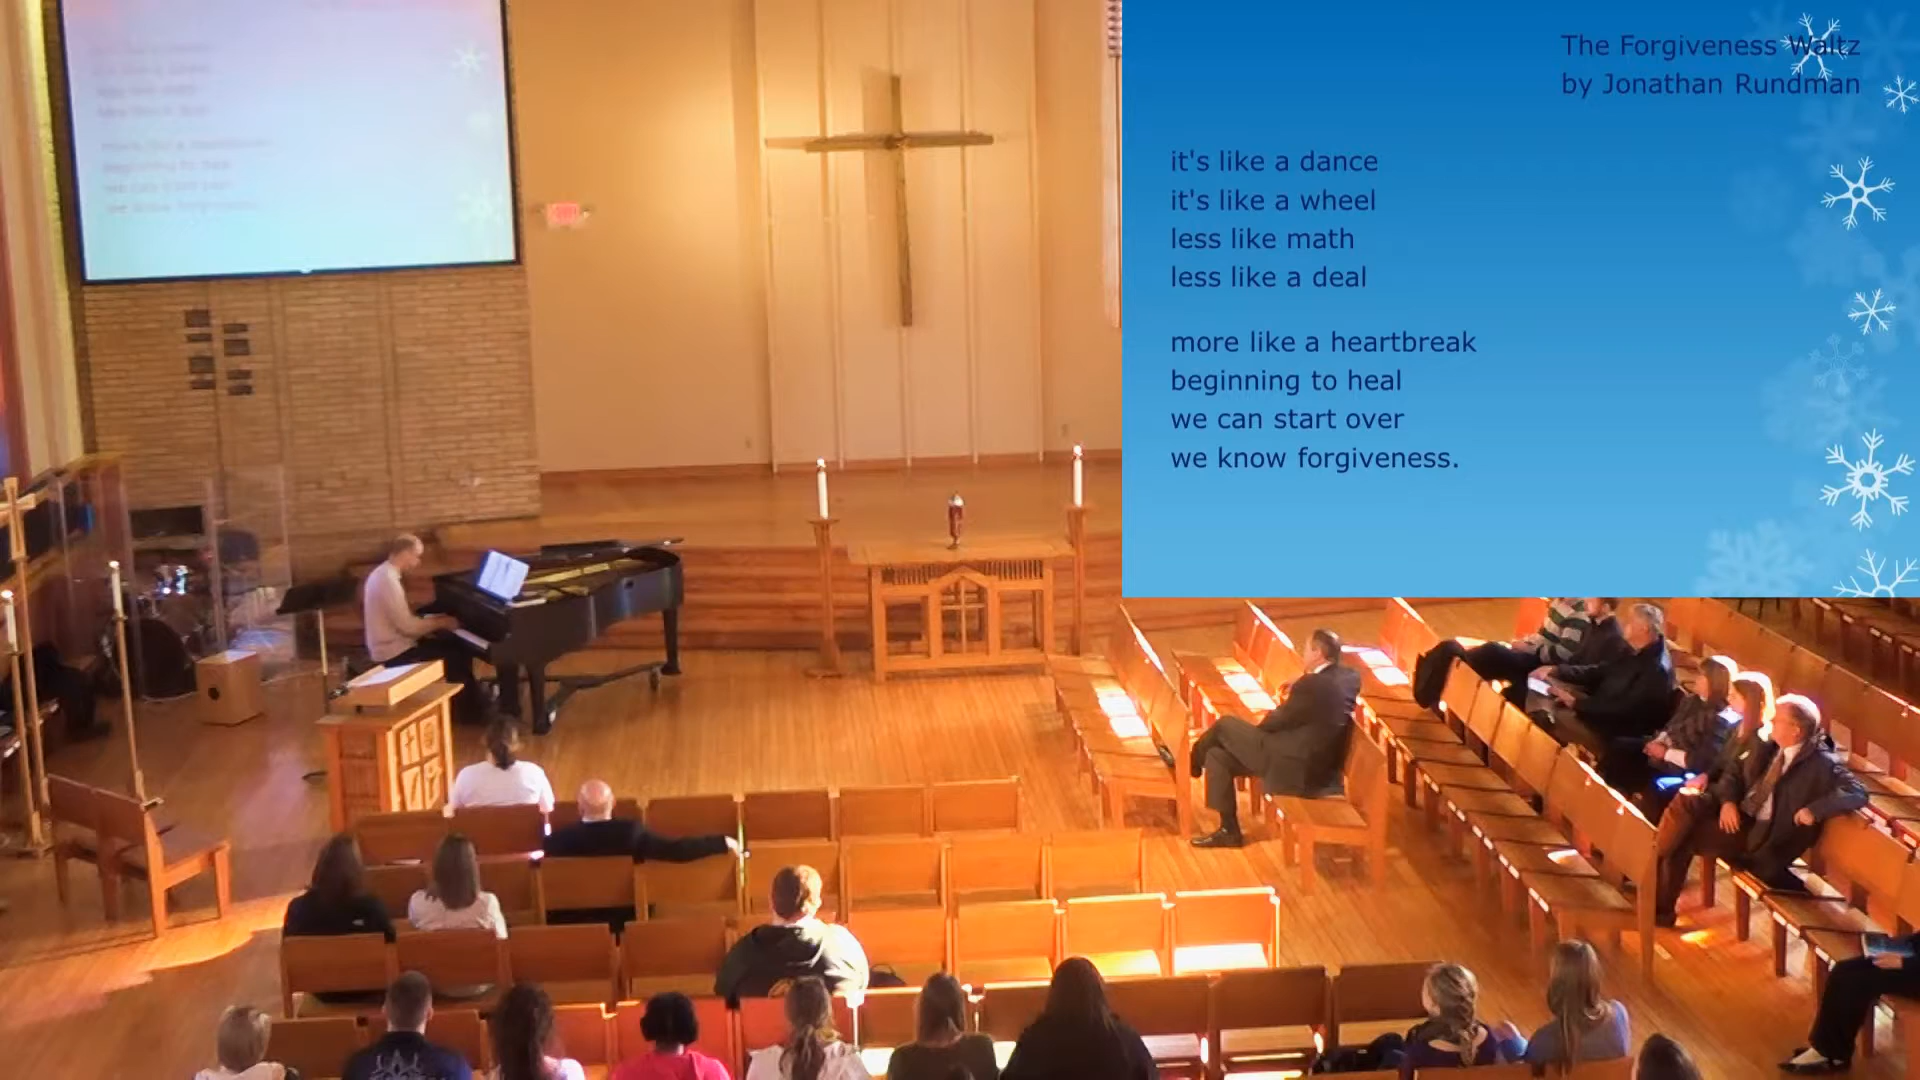 The Forgiveness Waltz
by Jonathan Rundman
it's like a dance
it's like a wheel
less like math
less like a deal
more like a heartbreak
beginning to heal
we can start over
we know forgiveness.